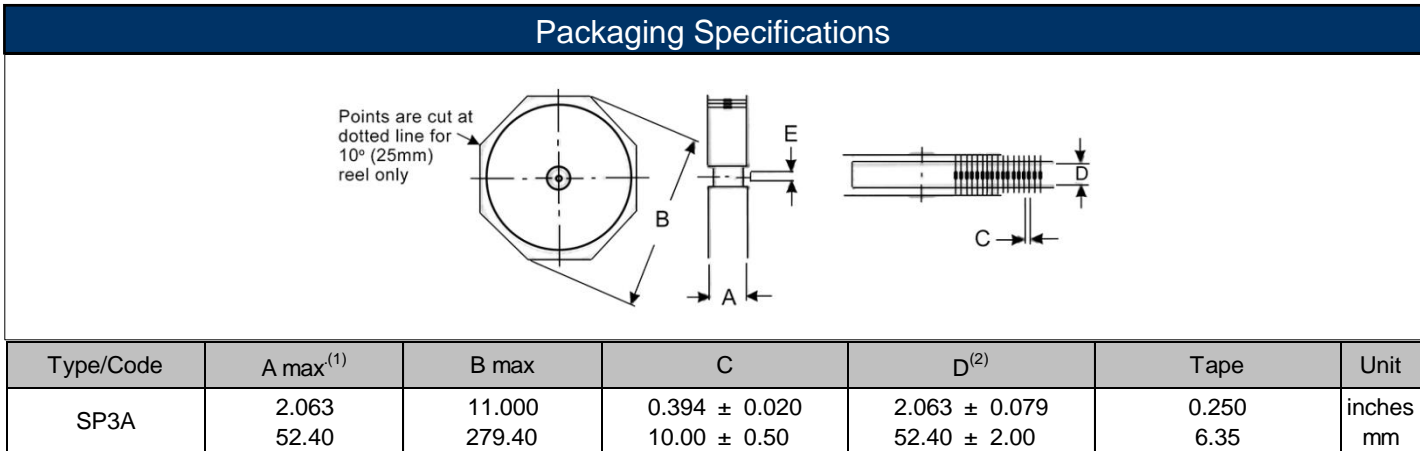 Packaging Specifications
Points are cut at
dotted line for
10º (25mm)
reel only
B
E
A
C
D
Type/Code A max.(1) B max C D(2) Tape Unit
SP3A
2.063 11.000 0.394 ± 0.020 2.063 ± 0.079 0.250 inches
52.40 279.40 10.00 ± 0.50 52.40 ± 2.00 6.35 mm